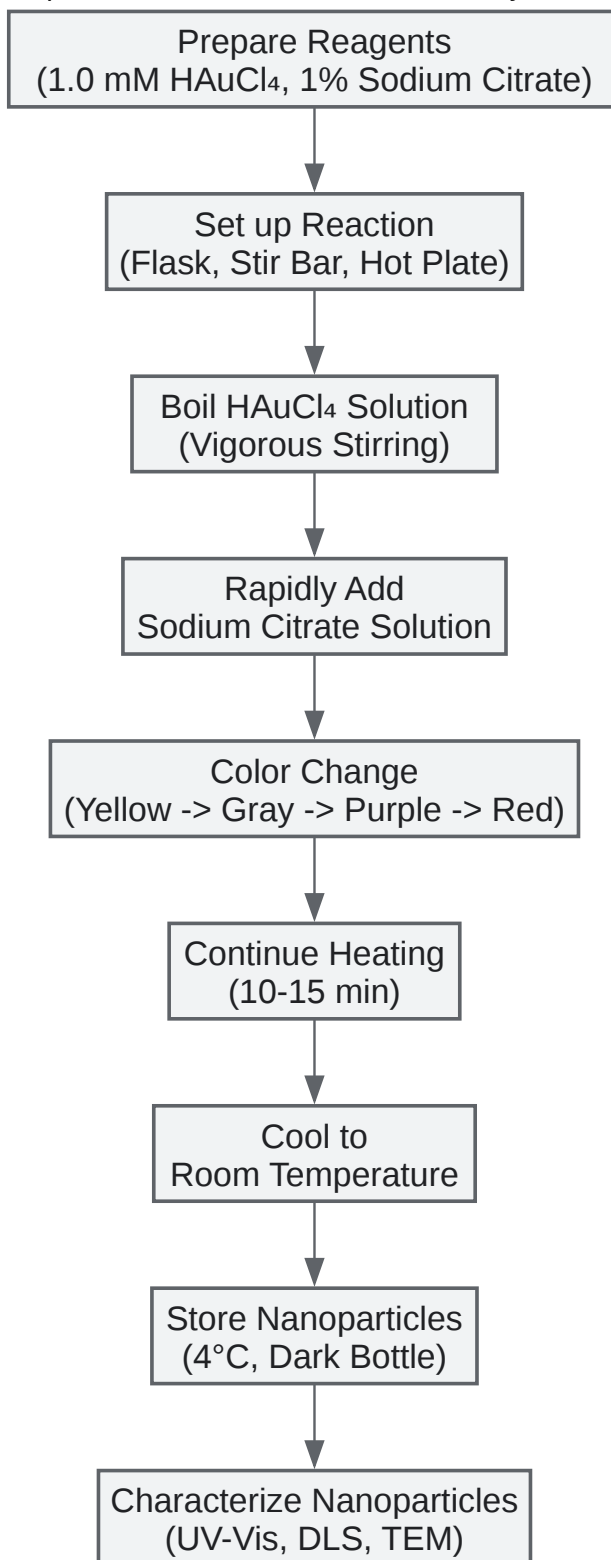 Prepare Reagents
(1.0 mM HAuCl₄, 1% Sodium Citrate)
Set up Reaction
(Flask, Stir Bar, Hot Plate)
Boil HAuCl₄ Solution
(Vigorous Stirring)
Rapidly Add
Sodium Citrate Solution
Color Change
(Yellow -> Gray -> Purple -> Red)
Continue Heating
(10-15 min)
Cool to
Room Temperature
Store Nanoparticles
(4°C, Dark Bottle)
Characterize Nanoparticles
(UV-Vis, DLS, TEM)